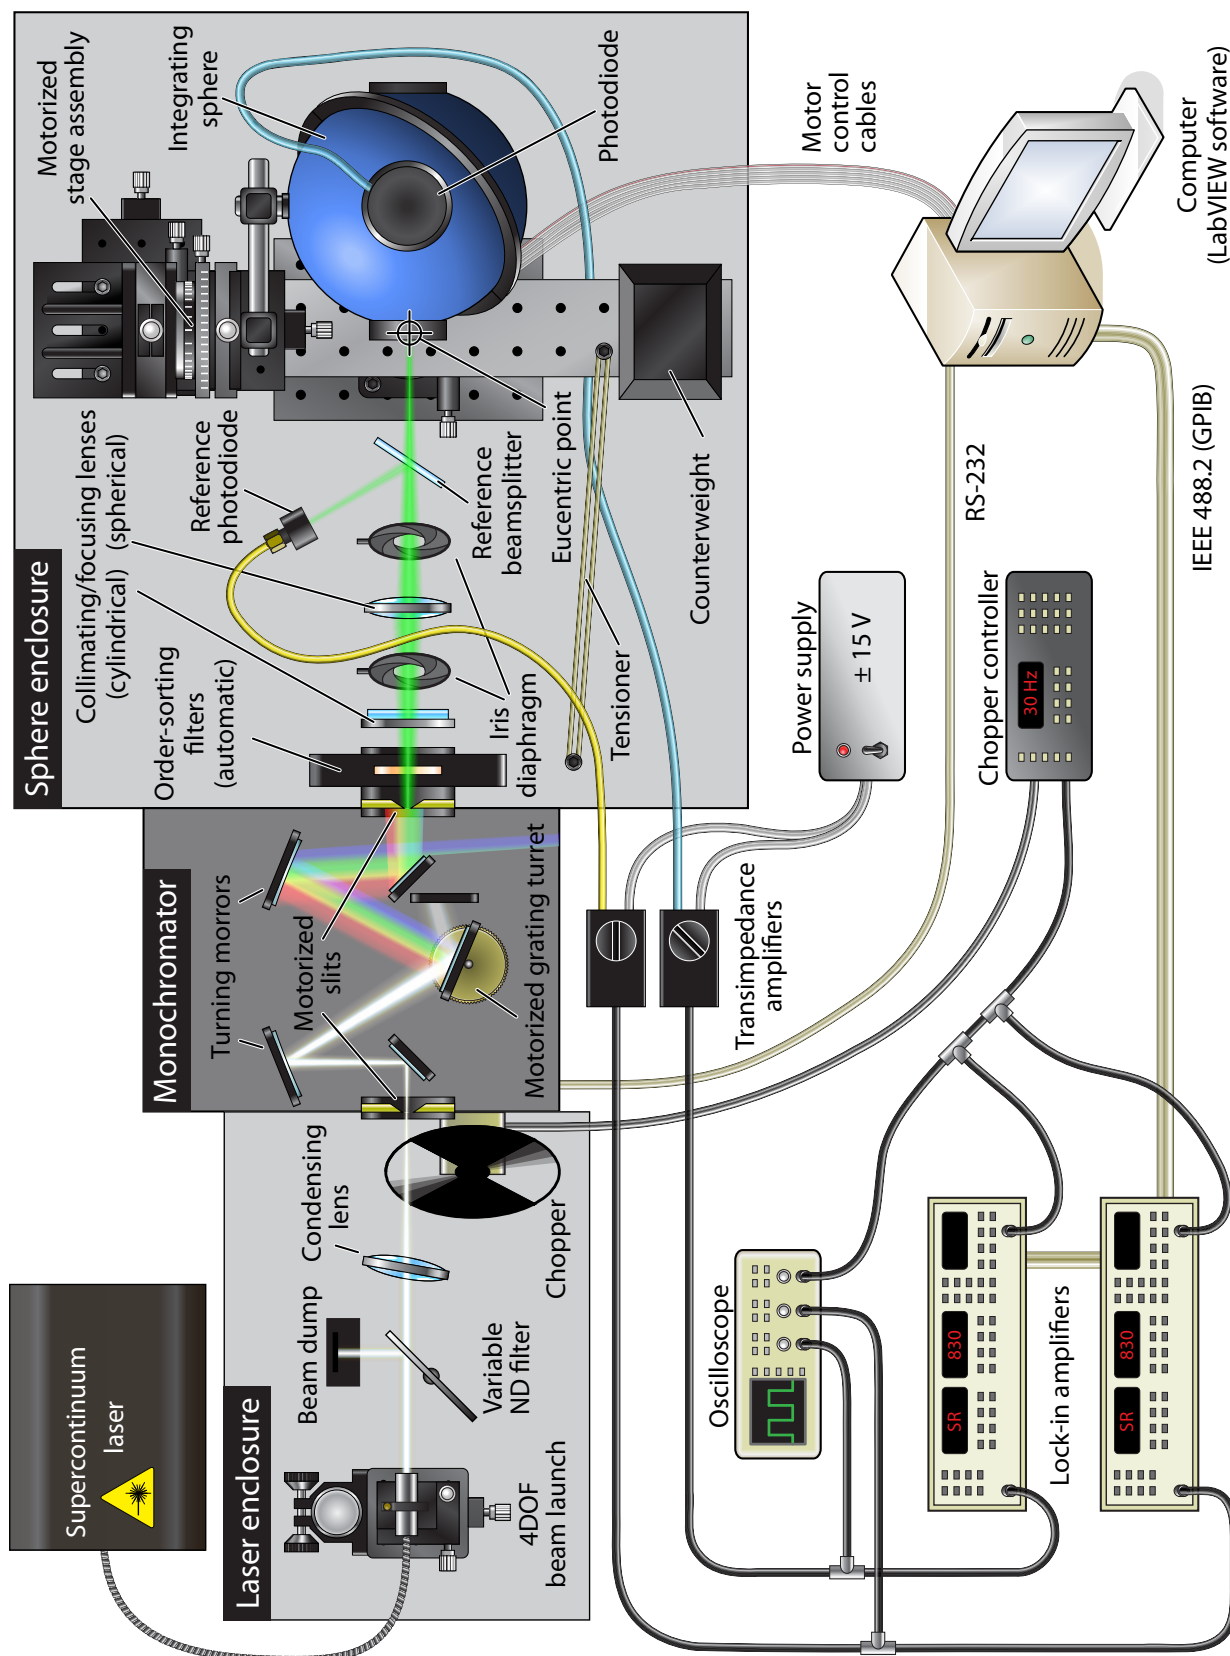 Supercontinuum
laser
Laser enclosure
4DOF
beam launch
Beam dump
Variable
ND filter
Condensing
lens
Chopper
Monochromator
Turning morrors
Motorized
slits
Motorized grating turret
Sphere enclosure
Order-sorting
filters
(automatic)
Collimating/focusing lenses
(cylindrical) (spherical)
Reference
photodiode
Motorized
stage assembly
Integrating
sphere
Photodiode
Iris
diaphragm
Reference
beamsplitter
Eucentric point
Tensioner
Counterweight
Motor
control
cables
Computer
(LabVIEW software)
RS-232
IEEE 488.2 (GPIB)
Power supply
± 15 V
Chopper controller
30 Hz
Transimpedance
amplifiers
Oscilloscope
Lock-in amplifiers
SR 830
SR 830